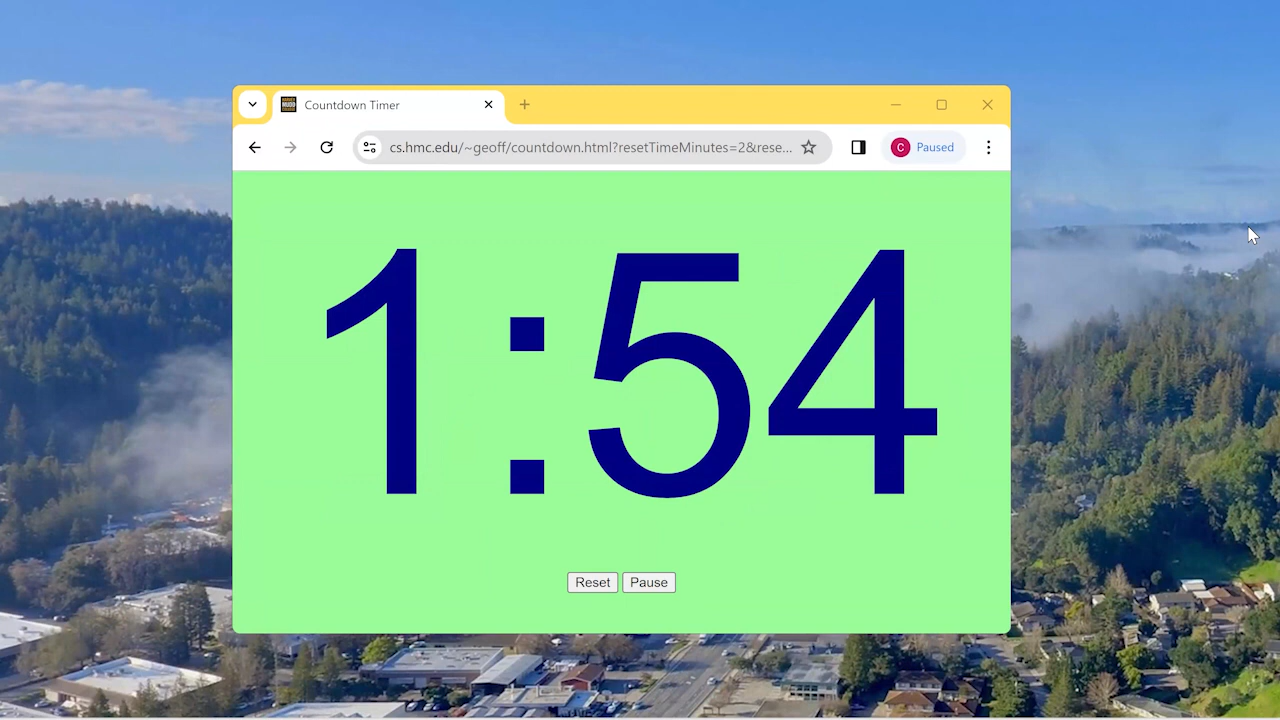 Countdown Timer
cs.hmc.edu/~geoff/countdown.html?resetTimeMinutes=2&rese...
C Paused
1:54
Reset Pause